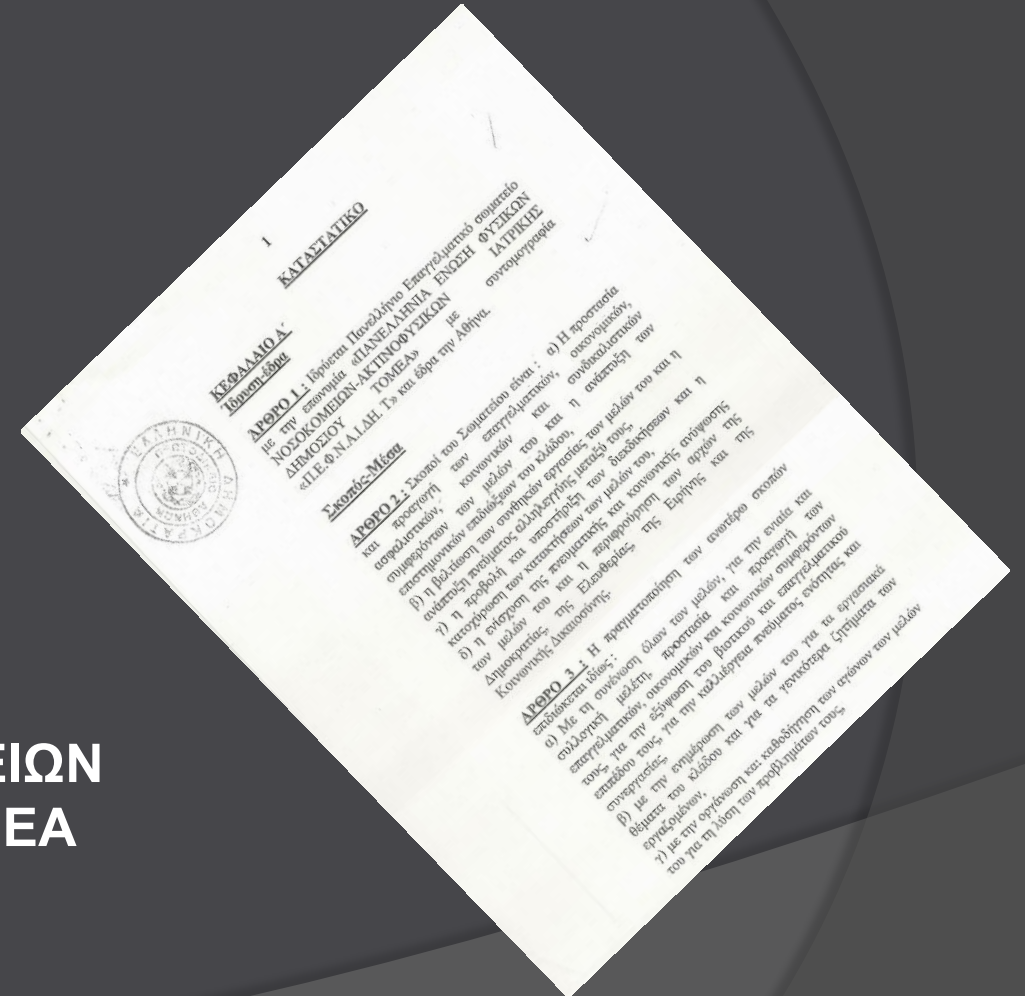 1
ΚΑΤΑΣΤΑΤΙΚΟ
ΚΕΦΑΛΑΙΟ Α΄
Ίδρυση-έδρα
ΑΡΘΡΟ 1 : Ιδρύεται Πανελλήνιο Επαγγελματικό σωματείο
με την επωνυμία «ΠΑΝΕΛΛΗΝΙΑ ΕΝΩΣΗ ΦΥΣΙΚΩΝ
ΝΟΣΟΚΟΜΕΙΩΝ-ΑΚΤΙΝΟΦΥΣΙΚΩΝ ΙΑΤΡΙΚΗΣ
ΔΗΜΟΣΙΟΥ ΤΟΜΕΑ» με συντομογραφία
«Π.Ε.Φ.Ν.Α.Ι.ΔΗ. Τ.» και έδρα την Αθήνα.
Σκοπός-Μέσα
ΑΡΘΡΟ 2 : Σκοποί του Σωματείου είναι : α) Η προστασία
και προαγωγή των επαγγελματικών, οικονομικών,
ασφαλιστικών, κοινωνικών και συνδικαλιστικών
συμφερόντων των μελών του και η ανάπτυξη των
επιστημονικών επιδιώξεων του κλάδου,
β) η βελτίωση των συνθηκών εργασίας των μελών του και η
ανάπτυξη πνεύματος αλληλεγγύης μεταξύ τους,
γ) η προβολή και υποστήριξη των διεκδικήσεων και η
κατοχύρωση των κατακτήσεων των μελών του,
δ) η ενίσχυση της πνευματικής και κοινωνικής ανύψωσης
των μελών του και η περιφρούρηση των αρχών της
Δημοκρατίας, της Ελευθερίας, της Ειρήνης και της
Κοινωνικής Δικαιοσύνης.
ΑΡΘΡΟ 3 : Η πραγματοποίηση των ανωτέρω σκοπών
επιδιώκεται ιδίως :
α) Με τη συνένωση όλων των μελών, για την ενιαία και
συλλογική μελέτη, προστασία και προαγωγή των
επαγγελματικών, οικονομικών και κοινωνικών συμφερόντων
τους, για την εξύψωση του βιοτικού και επαγγελματικού
επιπέδου τους, για την καλλιέργεια πνεύματος ενότητας και
συνεργασίας,
β) με την ενημέρωση των μελών του για τα εργασιακά
θέματα του κλάδου και για τα γενικότερα ζητήματα των
εργαζομένων,
γ) με την οργάνωση και καθοδήγηση των αγώνων των μελών
του για τη λύση των προβλημάτων τους
ΕΛΛΗΝΙΚΗ ΔΗΜΟΚΡΑΤΙΑ
ΕΙΩΝ
ΕΑ